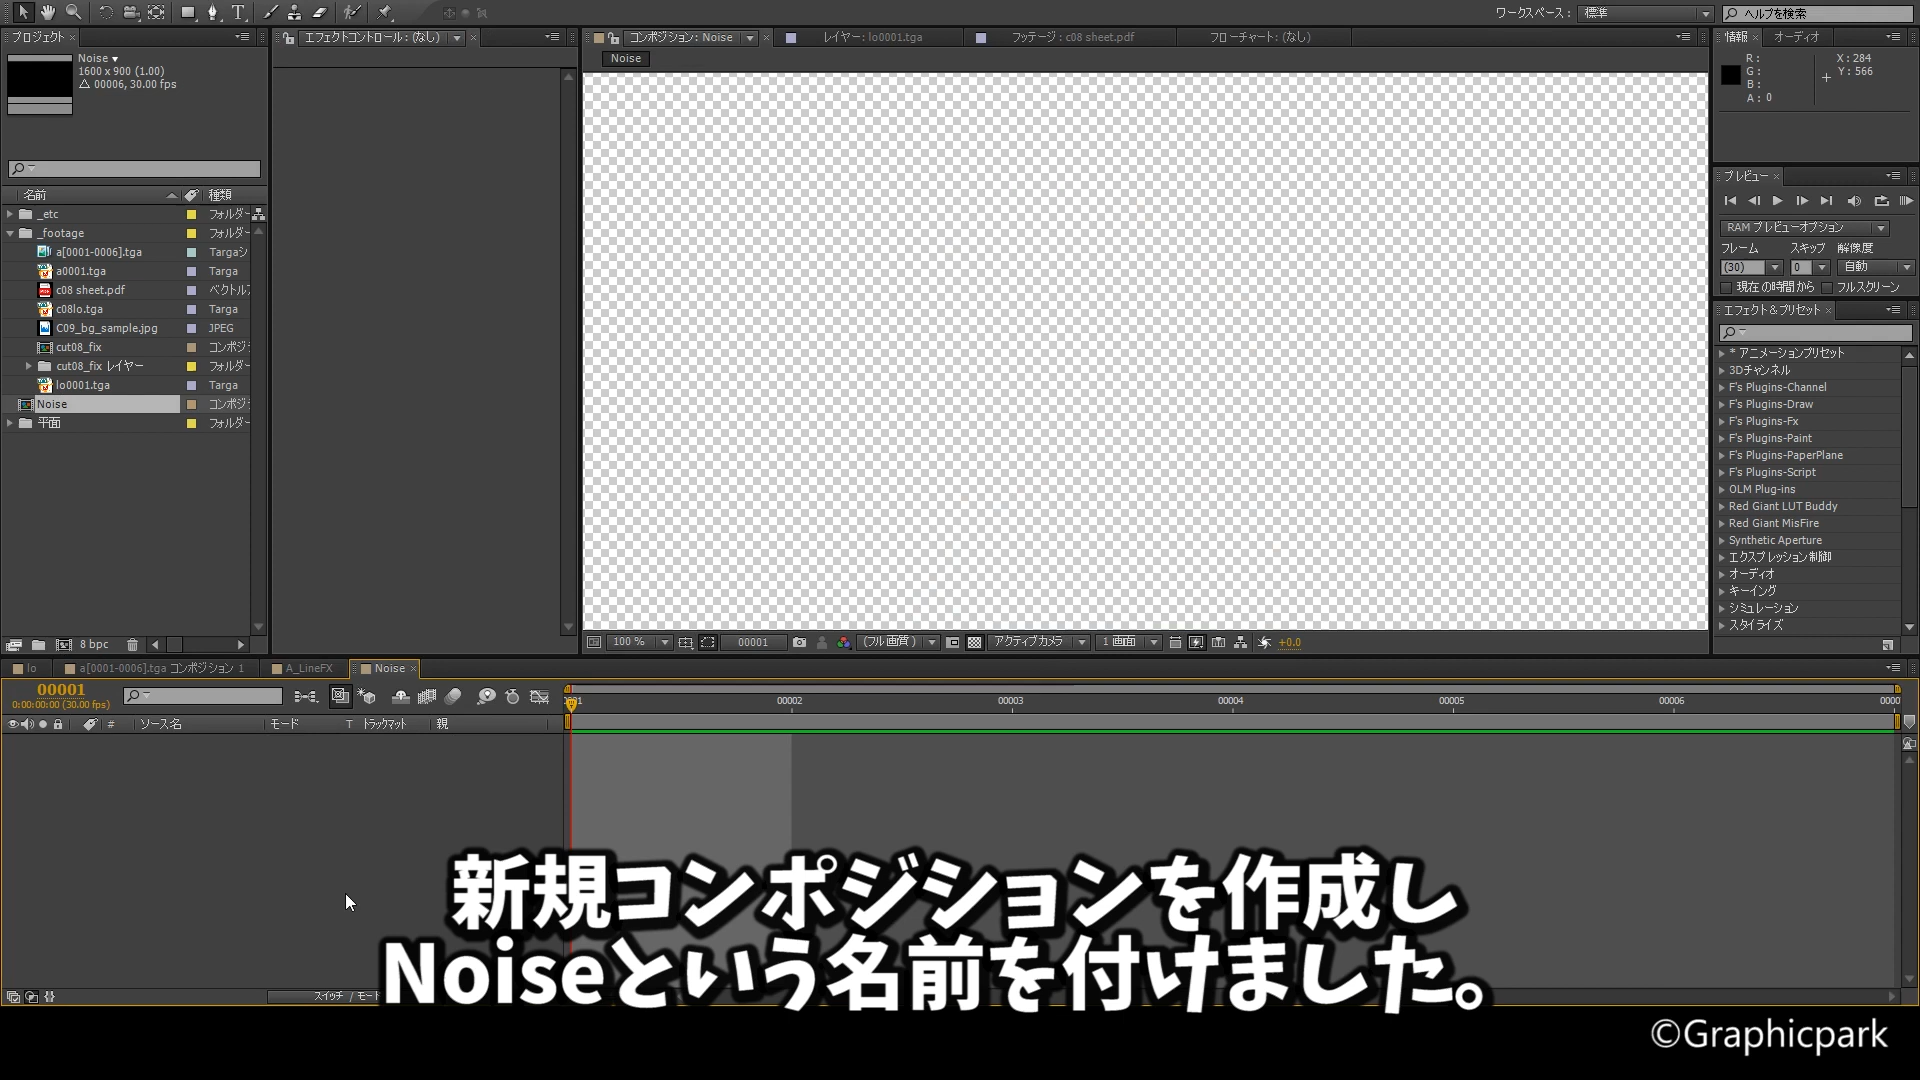 ワークスペース: 標準 ヘルプを検索
プロジェクト
Noise
1600 x 900 (1.00)
△ 00006, 30.00 fps
名前 種類
_etc フォルダー
_footage フォルダー
a[0001-0006].tga Targaシ
a0001.tga Targa
c08 sheet.pdf ベクトル
c08lo.tga Targa
C09_bg_sample.jpg JPEG
cut08_fix コンポジ
cut08_fix レイヤー フォルダー
lo0001.tga Targa
Noise コンポジ
平面 フォルダー
8 bpc
エフェクトコントロール: (なし)
コンポジション: Noise レイヤー: lo0001.tga フッテージ: c08 sheet.pdf フローチャート: (なし)
Noise
100 % 00001 (フル画質) アクティブカメラ 1 画面 +0.0
情報 オーディオ
R: X: 284
G: Y: 566
B:
A: 0
プレビュー
RAM プレビューオプション
フレーム スキップ 解像度
(30) 0 自動
現在の時間から フルスクリーン
エフェクト&プリセット
* アニメーションプリセット
3Dチャンネル
F's Plugins-Channel
F's Plugins-Draw
F's Plugins-Fx
F's Plugins-Paint
F's Plugins-PaperPlane
F's Plugins-Script
OLM Plug-ins
Red Giant LUT Buddy
Red Giant MisFire
Synthetic Aperture
エクスプレッション制御
オーディオ
キーイング
シミュレーション
スタイライズ
lo a[0001-0006].tga コンポジション 1 A_LineFX Noise
00001
0:00:00:00 (30.00 fps)
# ソース名 モード T トラックマット 親
00002 00003 00004 00005 00006 0000
スイッチ / モード
新規コンポジションを作成し
Noiseという名前を付けました。
©Graphicpark